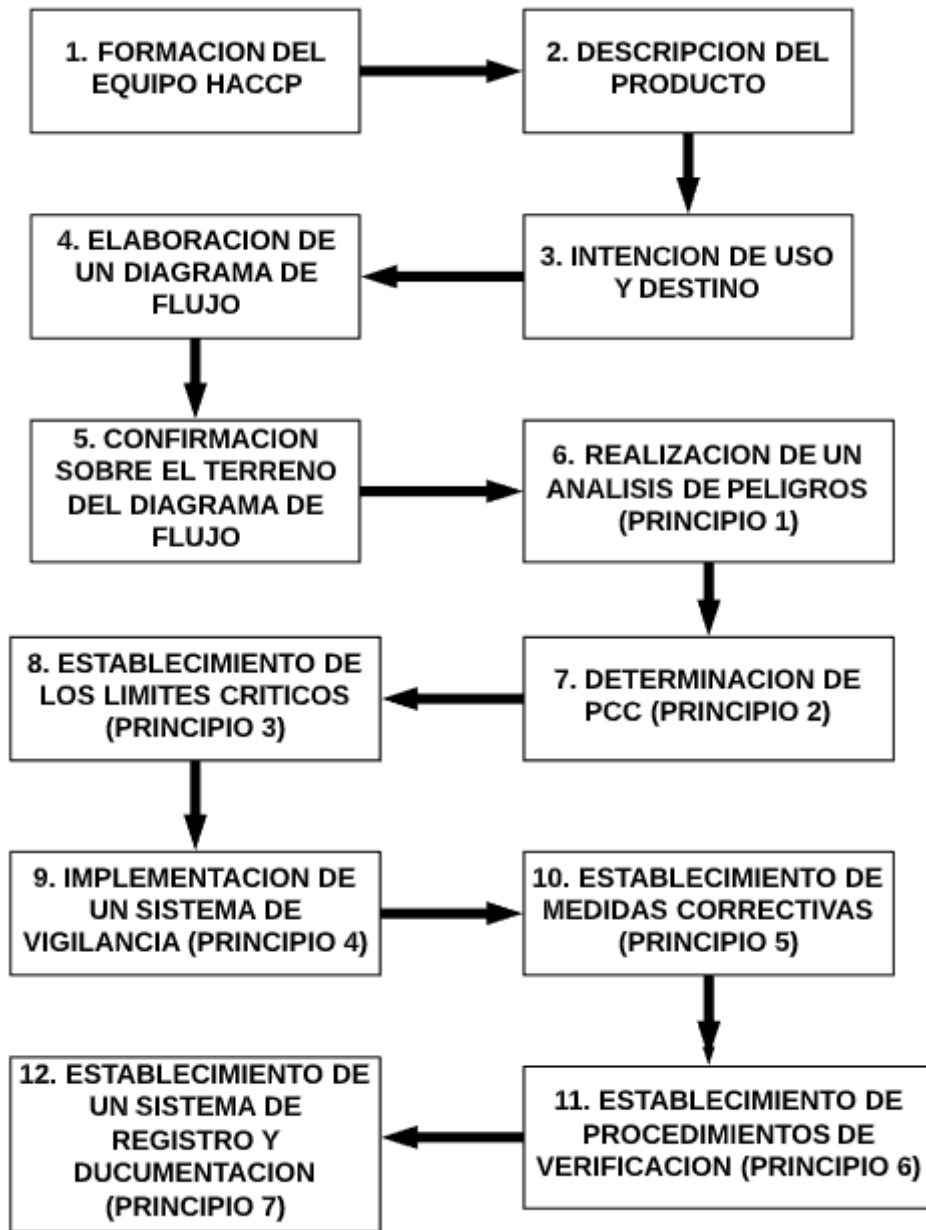 1. FORMACION DEL
EQUIPO HACCP
2. DESCRIPCION DEL
PRODUCTO
3. INTENCION DE USO
Y DESTINO
4. ELABORACION DE
UN DIAGRAMA DE
FLUJO
5. CONFIRMACION
SOBRE EL TERRENO
DEL DIAGRAMA DE
FLUJO
6. REALIZACION DE UN
ANALISIS DE PELIGROS
(PRINCIPIO 1)
7. DETERMINACION DE
PCC (PRINCIPIO 2)
8. ESTABLECIMIENTO DE
LOS LIMITES CRITICOS
(PRINCIPIO 3)
9. IMPLEMENTACION DE
UN SISTEMA DE
VIGILANCIA (PRINCIPIO 4)
10. ESTABLECIMIENTO DE
MEDIDAS CORRECTIVAS
(PRINCIPIO 5)
11. ESTABLECIMIENTO DE
PROCEDIMIENTOS DE
VERIFICACION (PRINCIPIO 6)
12. ESTABLECIMIENTO DE
UN SISTEMA DE
REGISTRO Y
DUCUMENTACION
(PRINCIPIO 7)